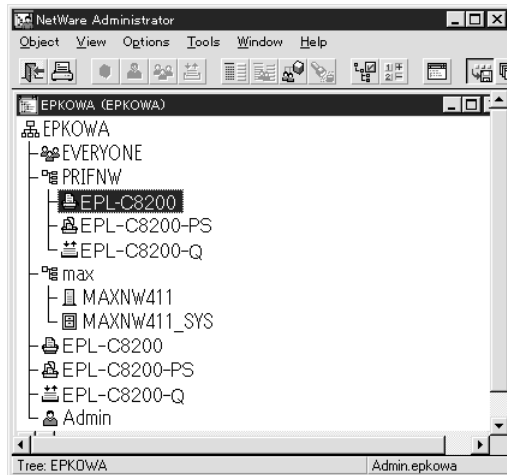 NetWare Administrator
Object View Options Tools Window Help
EPKOWA (EPKOWA)
EPKOWA
EVERYONE
PRIFNW
EPL-C8200
EPL-C8200-PS
EPL-C8200-Q
max
MAXNW411
MAXNW411_SYS
EPL-C8200
EPL-C8200-PS
EPL-C8200-Q
Admin
Tree: EPKOWA Admin.epkowa